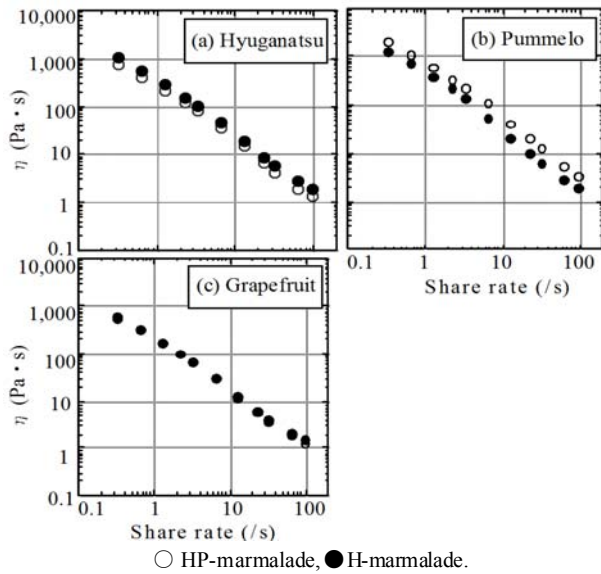 10,000
1,000
100
10
1
0.1
η (Pa・s)
(a) Hyuganatsu
(b) Pummelo
0.1 1 10 100
Share rate (/s)
10,000
1,000
100
10
1
0.1
η (Pa・s)
(c) Grapefruit
0.1 1 10 100
Share rate (/s)
○ HP-marmalade, ● H-marmalade.